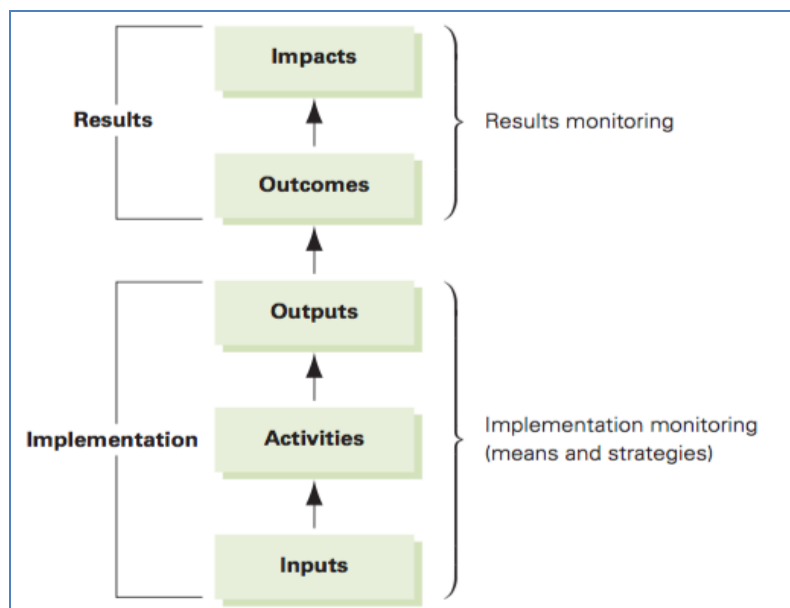 Impacts
Results
Results monitoring
Outcomes
Outputs
Implementation
Activities
Implementation monitoring
(means and strategies)
Inputs